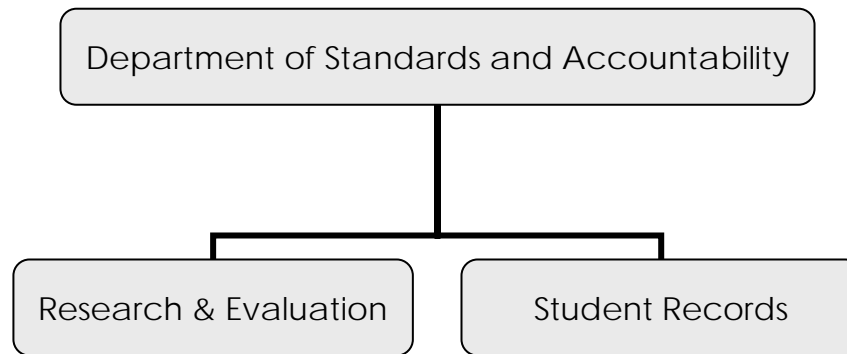 Department of Standards and Accountability
Research & Evaluation
Student Records